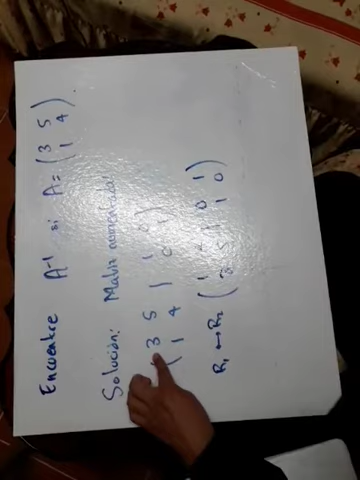 Encuentre A⁻¹ si A = (3 5
1 4).
Solución: Matriz aumentada:
(3 5 | 1 0
1 4 | 0 1)
R₁ ↔ R₂ (1 4 | 0 1
3 5 | 1 0)